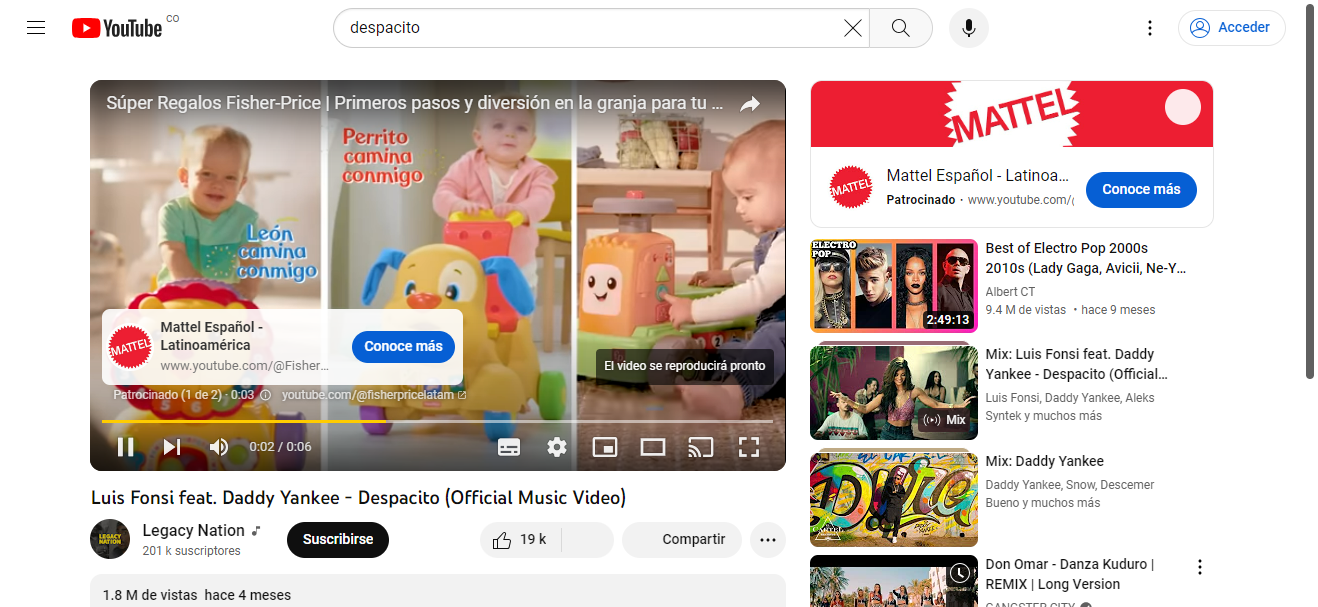 YouTube CO
despacito
Acceder
Súper Regalos Fisher-Price | Primeros pasos y diversión en la granja para tu ...
León
camina
conmigo
Perrito
camina
conmigo
MATTEL
Mattel Español -
Latinoamérica
www.youtube.com/@Fisher...
Conoce más
El video se reproducirá pronto
Patrocinado (1 de 2) · 0:03 youtube.com/@fisherpricelatam
0:02 / 0:06
Luis Fonsi feat. Daddy Yankee - Despacito (Official Music Video)
LEGACY
NATION
Legacy Nation
201 k suscriptores
Suscribirse
19 k
Compartir
1.8 M de vistas hace 4 meses
MATTEL
MATTEL
Mattel Español - Latinoa...
Patrocinado · www.youtube.com/
Conoce más
ELECTRO
POP
2:49:13
Best of Electro Pop 2000s
2010s (Lady Gaga, Avicii, Ne-Y...
Albert CT
9.4 M de vistas • hace 9 meses
Mix
Mix: Luis Fonsi feat. Daddy
Yankee - Despacito (Official...
Luis Fonsi, Daddy Yankee, Aleks
Syntek y muchos más
Mix: Daddy Yankee
Daddy Yankee, Snow, Descemer
Bueno y muchos más
Don Omar - Danza Kuduro |
REMIX | Long Version
GANGSTER CITY